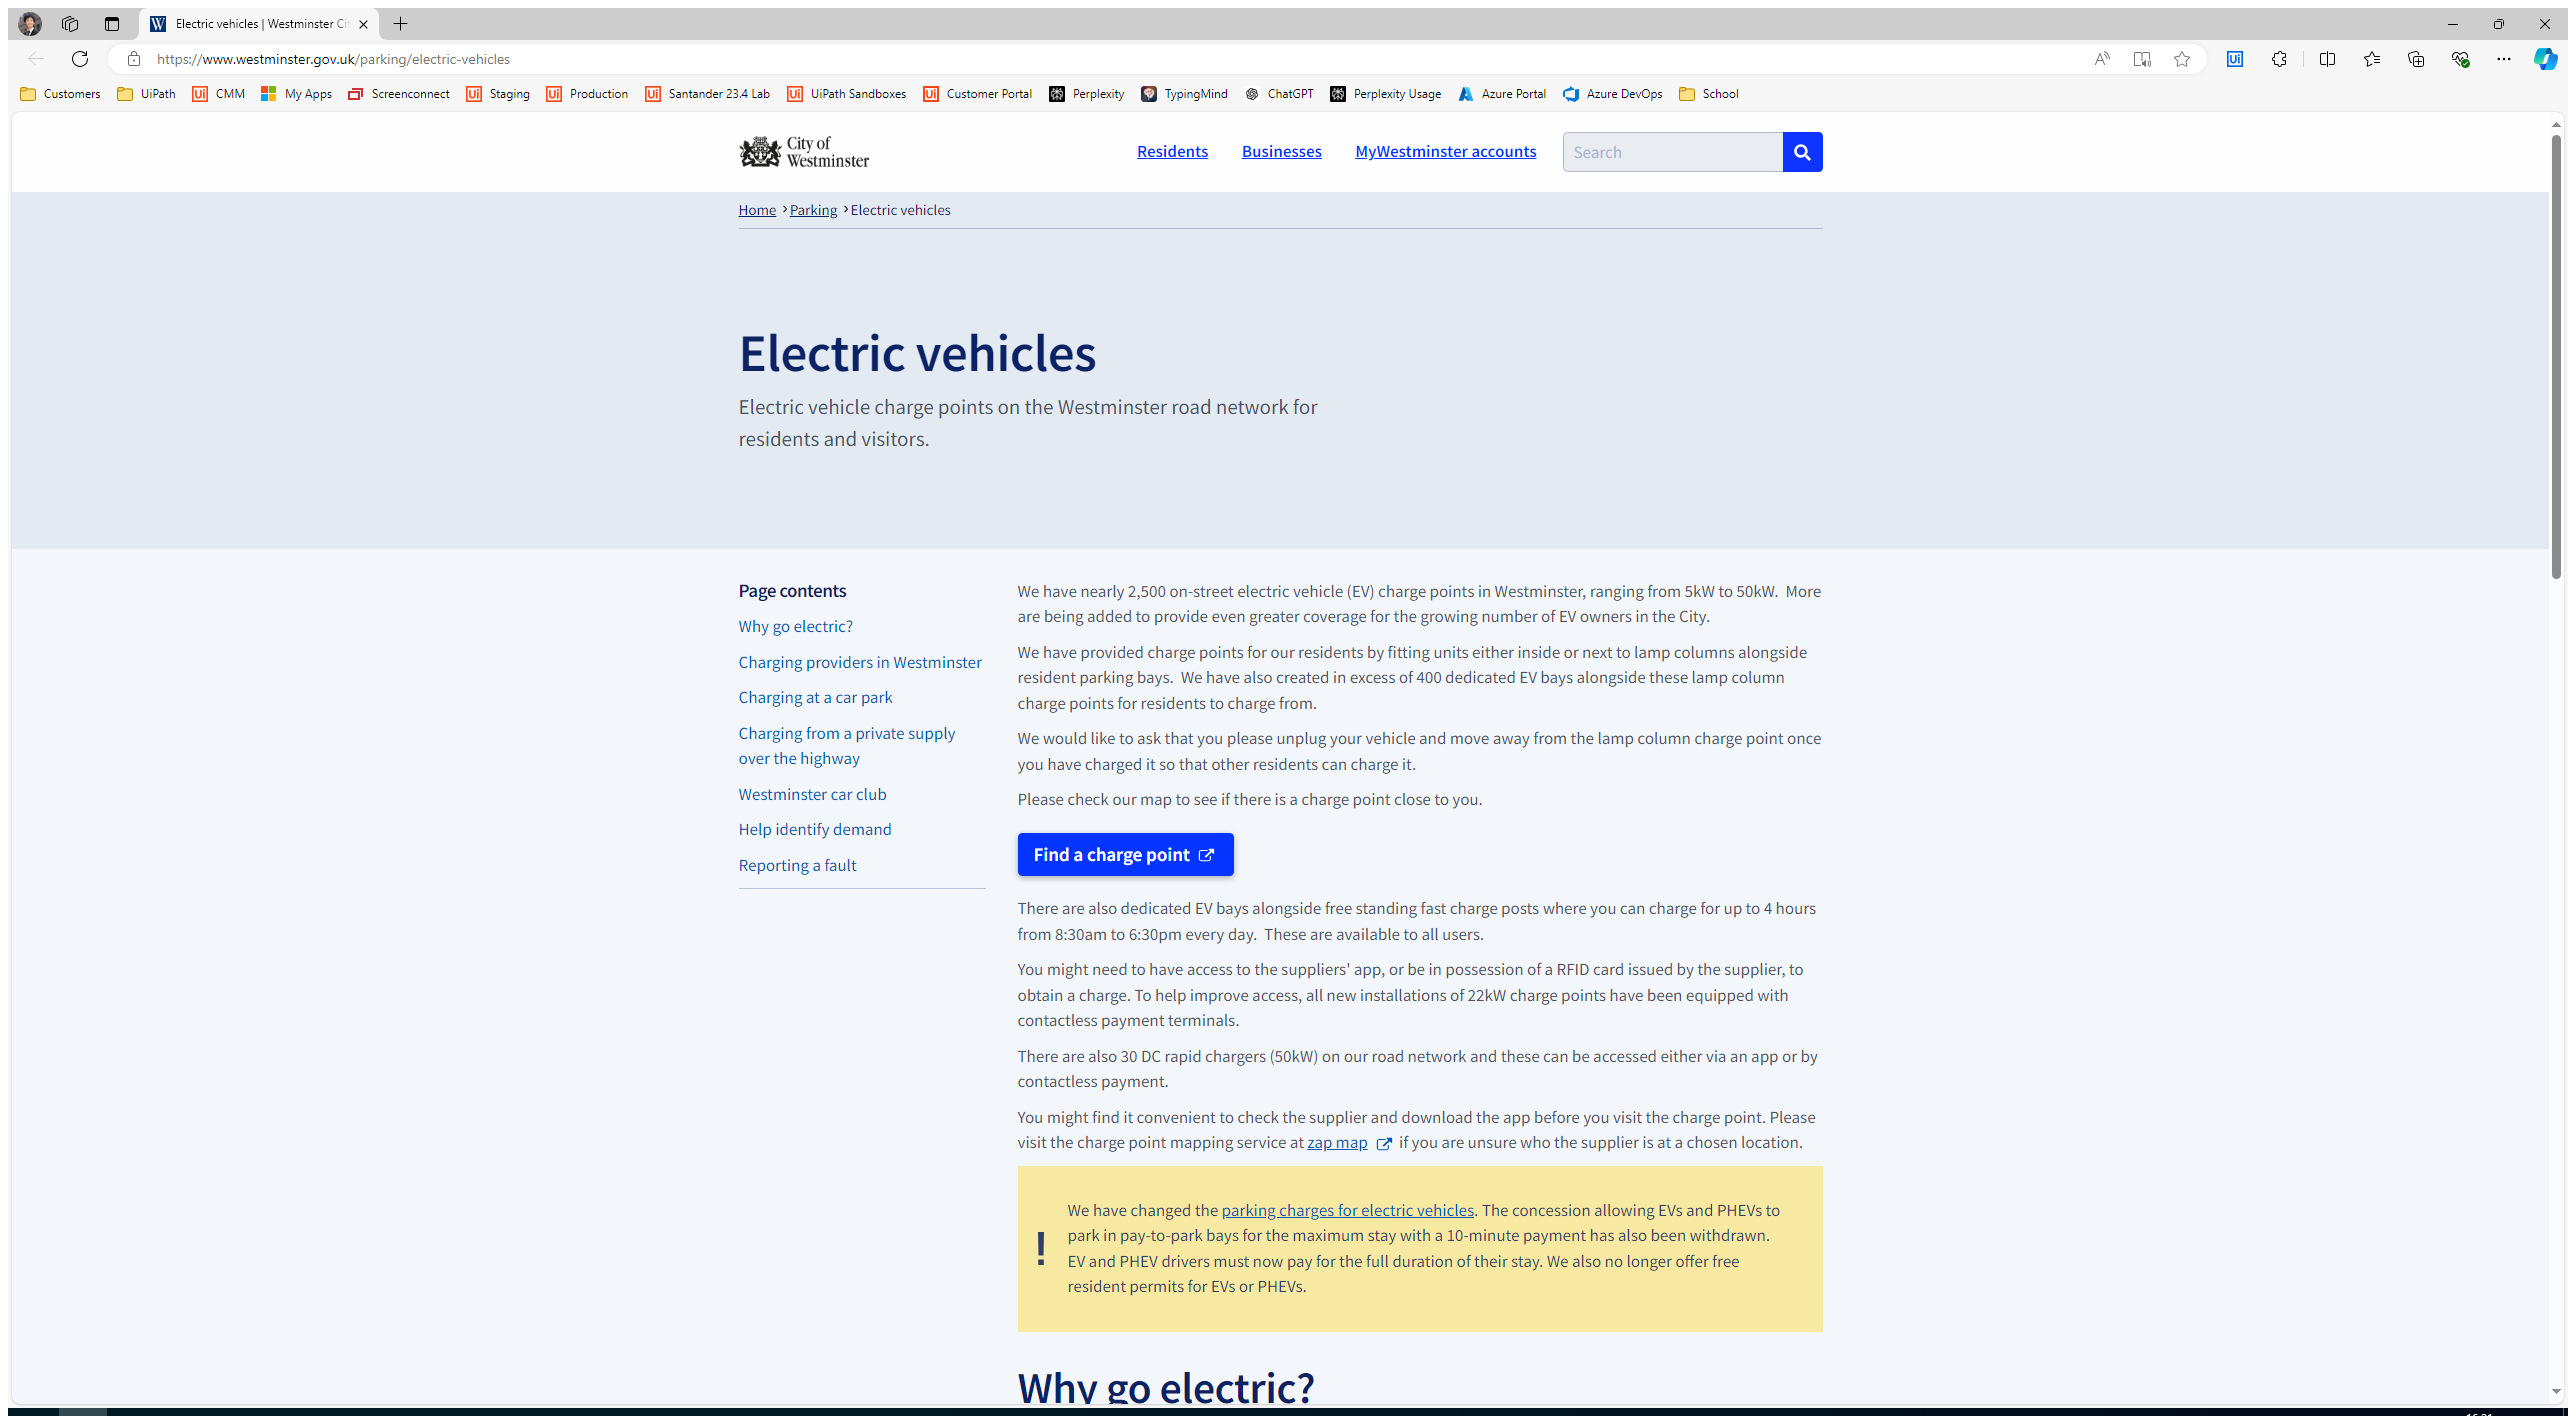 Electric vehicles | Westminster Ci
https://www.westminster.gov.uk/parking/electric-vehicles
Customers UiPath CMM My Apps Screenconnect Staging Production Santander 23.4 Lab UiPath Sandboxes Customer Portal Perplexity TypingMind ChatGPT Perplexity Usage Azure Portal Azure DevOps School
City of
Westminster
Residents Businesses MyWestminster accounts Search
Home › Parking › Electric vehicles
Electric vehicles
Electric vehicle charge points on the Westminster road network for
residents and visitors.
Page contents
Why go electric?
Charging providers in Westminster
Charging at a car park
Charging from a private supply
over the highway
Westminster car club
Help identify demand
Reporting a fault
We have nearly 2,500 on-street electric vehicle (EV) charge points in Westminster, ranging from 5kW to 50kW. More
are being added to provide even greater coverage for the growing number of EV owners in the City.
We have provided charge points for our residents by fitting units either inside or next to lamp columns alongside
resident parking bays. We have also created in excess of 400 dedicated EV bays alongside these lamp column
charge points for residents to charge from.
We would like to ask that you please unplug your vehicle and move away from the lamp column charge point once
you have charged it so that other residents can charge it.
Please check our map to see if there is a charge point close to you.
Find a charge point
There are also dedicated EV bays alongside free standing fast charge posts where you can charge for up to 4 hours
from 8:30am to 6:30pm every day. These are available to all users.
You might need to have access to the suppliers' app, or be in possession of a RFID card issued by the supplier, to
obtain a charge. To help improve access, all new installations of 22kW charge points have been equipped with
contactless payment terminals.
There are also 30 DC rapid chargers (50kW) on our road network and these can be accessed either via an app or by
contactless payment.
You might find it convenient to check the supplier and download the app before you visit the charge point. Please
visit the charge point mapping service at zap map if you are unsure who the supplier is at a chosen location.
We have changed the parking charges for electric vehicles. The concession allowing EVs and PHEVs to
park in pay-to-park bays for the maximum stay with a 10-minute payment has also been withdrawn.
! EV and PHEV drivers must now pay for the full duration of their stay. We also no longer offer free
resident permits for EVs or PHEVs.
Why go electric?